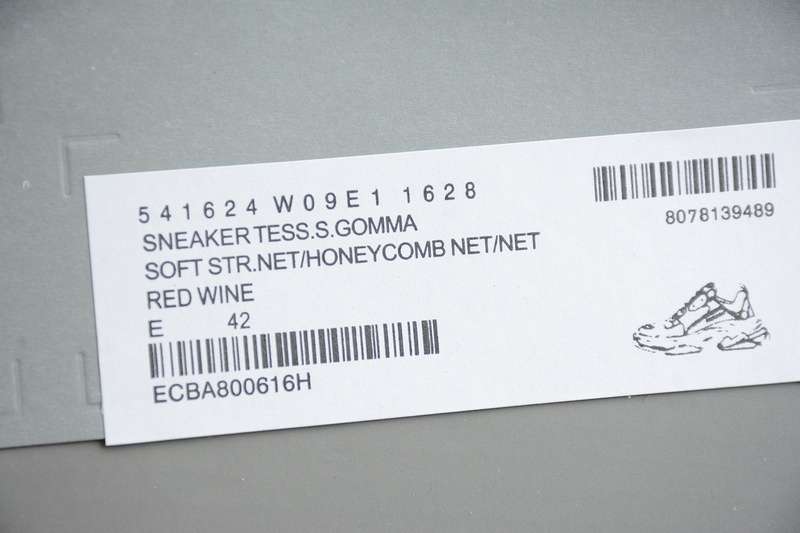 541624 W09E1 1628
SNEAKER TESS.S.GOMMA
SOFT STR.NET/HONEYCOMB NET/NET
RED WINE
E 42
ECBA800616H
8078139489